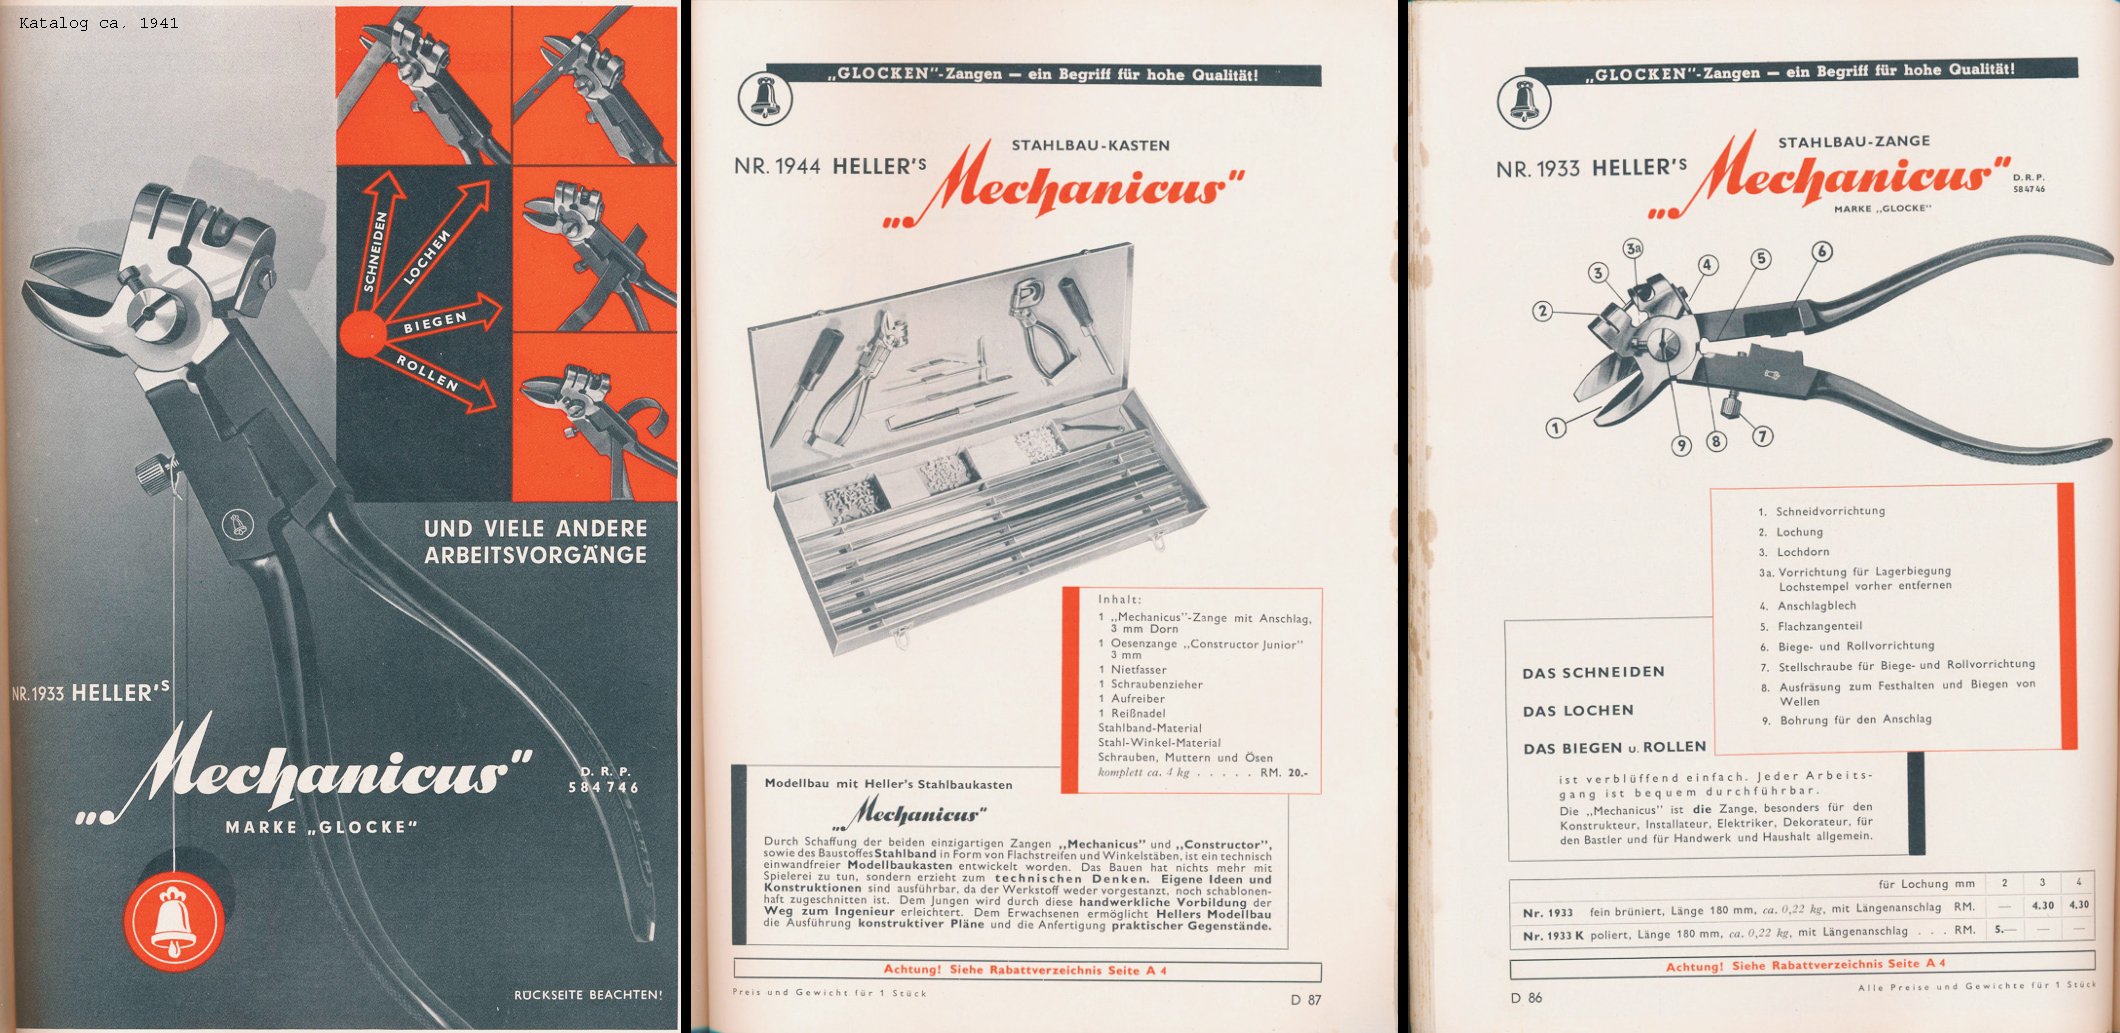 Katalog ca. 1941
SCHNEIDEN
LOCHEN
BIEGEN
ROLLEN
UND VIELE ANDERE
ARBEITSVORGÄNGE
NR. 1933 HELLER'S
„Mechanicus"
D. R. P.
584746
MARKE „GLOCKE"
RÜCKSEITE BEACHTEN!
„GLOCKEN"-Zangen — ein Begriff für hohe Qualität!
STAHLBAU-KASTEN
NR. 1944 HELLER'S
„Mechanicus"
Inhalt:
1 „Mechanicus"-Zange mit Anschlag,
3 mm Dorn
1 Oesenzange „Constructor Junior"
3 mm
1 Nietfasser
1 Schraubenzieher
1 Aufreiber
1 Reißnadel
Stahlband-Material
Stahl-Winkel-Material
Schrauben, Muttern und Ösen
komplett ca. 4 kg . . . . . RM. 20.-
Modellbau mit Heller's Stahlbaukasten
„Mechanicus"
Durch Schaffung der beiden einzigartigen Zangen „Mechanicus" und „Constructor",
sowie des Baustoffes Stahlband in Form von Flachstreifen und Winkelstäben, ist ein technisch
einwandfreier Modellbaukasten entwickelt worden. Das Bauen hat nichts mehr mit
Spielerei zu tun, sondern erzieht zum technischen Denken. Eigene Ideen und
Konstruktionen sind ausführbar, da der Werkstoff weder vorgestanzt, noch schablonen-
haft zugeschnitten ist. Dem Jungen wird durch diese handwerkliche Vorbildung der
Weg zum Ingenieur erleichtert. Dem Erwachsenen ermöglicht Hellers Modellbau
die Ausführung konstruktiver Pläne und die Anfertigung praktischer Gegenstände.
Achtung! Siehe Rabattverzeichnis Seite A 4
Preis und Gewicht für 1 Stück
D 87
„GLOCKEN"-Zangen — ein Begriff für hohe Qualität!
STAHLBAU-ZANGE
NR. 1933 HELLER'S
„Mechanicus"
D. R. P.
584746
MARKE „GLOCKE"
3a
3
4
5
6
2
1
9
8
7
1. Schneidvorrichtung
2. Lochung
3. Lochdorn
3a. Vorrichtung für Lagerbiegung
Lochstempel vorher entfernen
4. Anschlagblech
5. Flachzangenteil
6. Biege- und Rollvorrichtung
7. Stellschraube für Biege- und Rollvorrichtung
8. Ausfräsung zum Festhalten und Biegen von
Wellen
9. Bohrung für den Anschlag
DAS SCHNEIDEN
DAS LOCHEN
DAS BIEGEN u. ROLLEN
ist verblüffend einfach. Jeder Arbeits-
gang ist bequem durchführbar.
Die „Mechanicus" ist die Zange, besonders für den
Konstrukteur, Installateur, Elektriker, Dekorateur, für
den Bastler und für Handwerk und Haushalt allgemein.
für Lochung mm 2 3 4
Nr. 1933 fein brüniert, Länge 180 mm, ca. 0,22 kg, mit Längenanschlag RM. — 4.30 4.30
Nr. 1933 K poliert, Länge 180 mm, ca. 0,22 kg, mit Längenanschlag . . . RM. 5.— — —
Achtung! Siehe Rabattverzeichnis Seite A 4
D 86
Alle Preise und Gewichte für 1 Stück